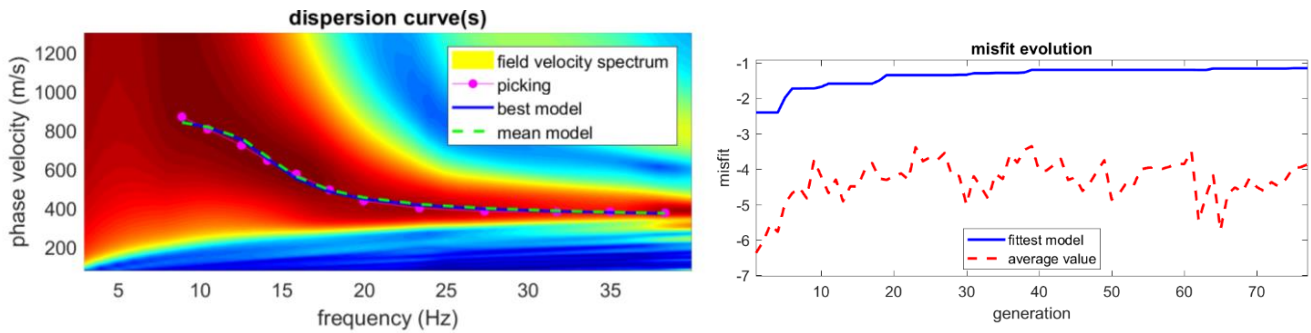 dispersion curve(s)
phase velocity (m/s)
1200
1000
800
600
400
200
field velocity spectrum
picking
best model
mean model
5 10 15 20 25 30 35
frequency (Hz)
misfit evolution
misfit
-1
-2
-3
-4
-5
-6
-7
fittest model
average value
10 20 30 40 50 60 70
generation